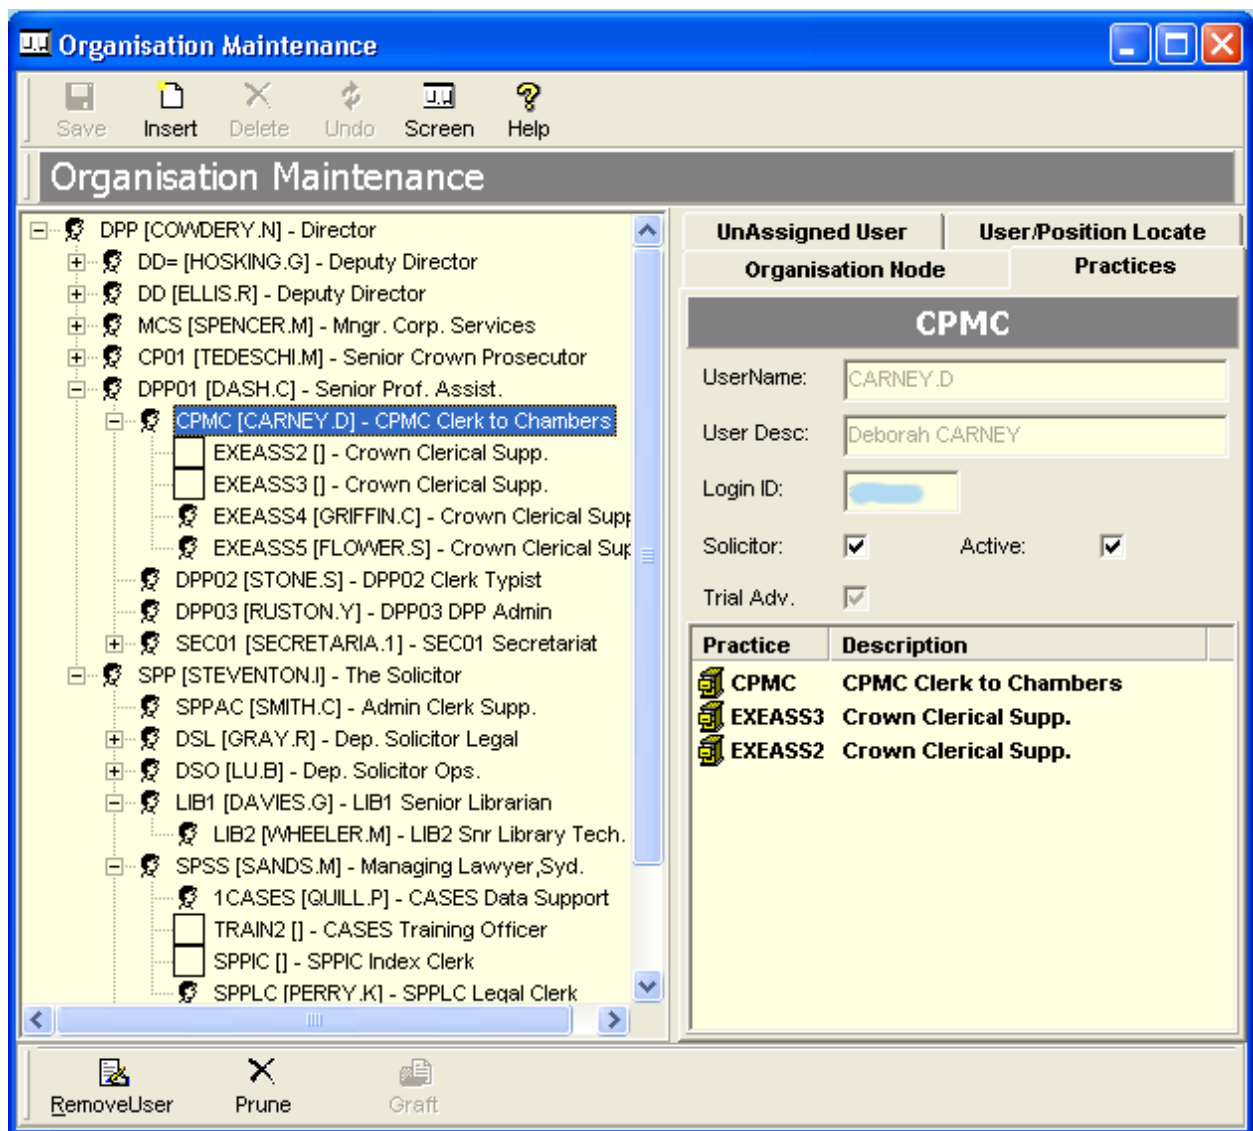 Organisation Maintenance
Save Insert Delete Undo Screen Help
Organisation Maintenance
DPP [COWDERY.N] - Director
DD= [HOSKING.G] - Deputy Director
DD [ELLIS.R] - Deputy Director
MCS [SPENCER.M] - Mngr. Corp. Services
CP01 [TEDESCHI.M] - Senior Crown Prosecutor
DPP01 [DASH.C] - Senior Prof. Assist.
CPMC [CARNEY.D] - CPMC Clerk to Chambers
EXEASS2 [] - Crown Clerical Supp.
EXEASS3 [] - Crown Clerical Supp.
EXEASS4 [GRIFFIN.C] - Crown Clerical Supp
EXEASS5 [FLOWER.S] - Crown Clerical Sup
DPP02 [STONE.S] - DPP02 Clerk Typist
DPP03 [RUSTON.Y] - DPP03 DPP Admin
SEC01 [SECRETARIA.1] - SEC01 Secretariat
SPP [STEVENTON.I] - The Solicitor
SPPAC [SMITH.C] - Admin Clerk Supp.
DSL [GRAY.R] - Dep. Solicitor Legal
DSO [LU.B] - Dep. Solicitor Ops.
LIB1 [DAVIES.G] - LIB1 Senior Librarian
LIB2 [WHEELER.M] - LIB2 Snr Library Tech.
SPSS [SANDS.M] - Managing Lawyer,Syd.
1CASES [QUILL.P] - CASES Data Support
TRAIN2 [] - CASES Training Officer
SPPIC [] - SPPIC Index Clerk
SPPLC [PERRY.K] - SPPLC Legal Clerk
UnAssigned User User/Position Locate
Organisation Node Practices
CPMC
UserName: CARNEY.D
User Desc: Deborah CARNEY
Login ID:
Solicitor: Active:
Trial Adv.
Practice Description
CPMC CPMC Clerk to Chambers
EXEASS3 Crown Clerical Supp.
EXEASS2 Crown Clerical Supp.
RemoveUser Prune Graft